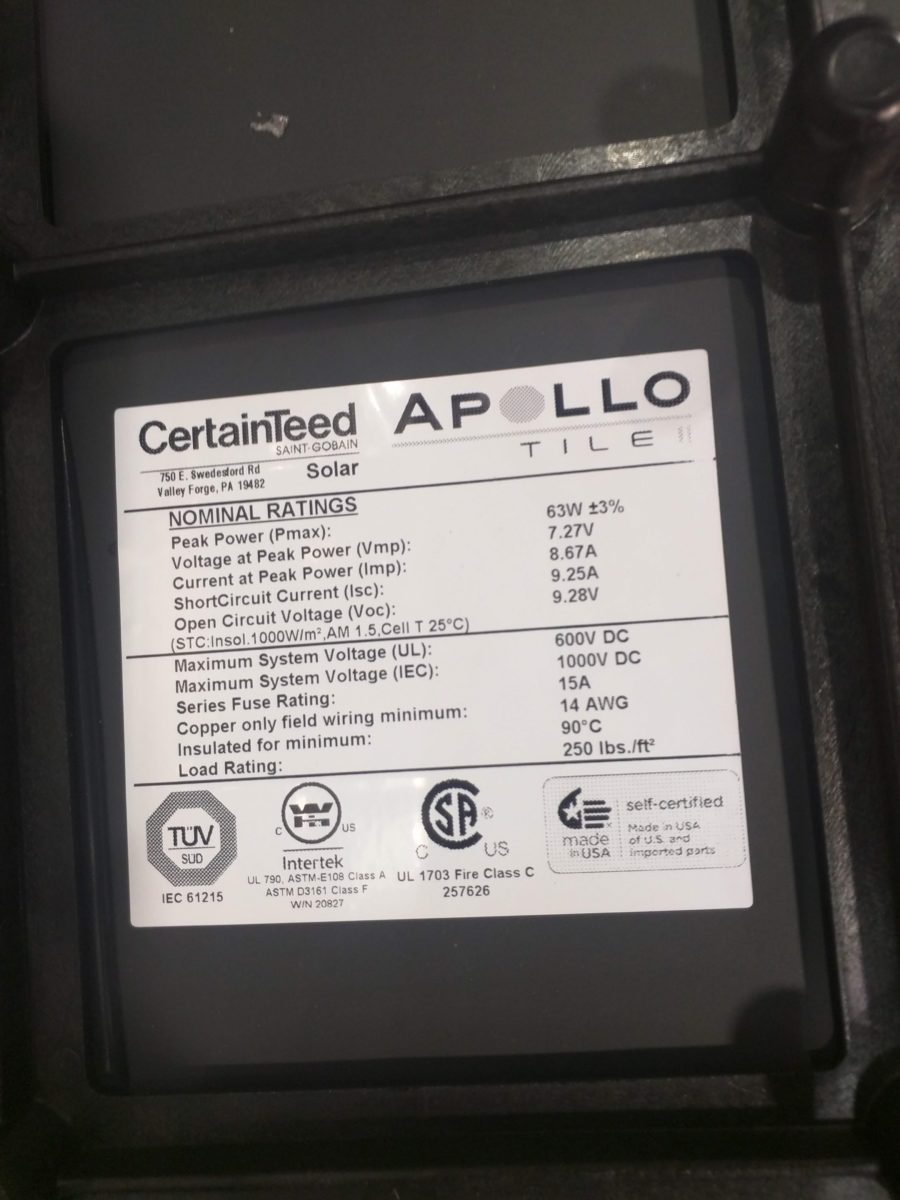 CertainTeed
SAINT-GOBAIN
750 E. Swedesford Rd
Valley Forge, PA 19482
Solar
APOLLO
TILE II
NOMINAL RATINGS
Peak Power (Pmax): 63W ±3%
Voltage at Peak Power (Vmp): 7.27V
Current at Peak Power (Imp): 8.67A
ShortCircuit Current (Isc): 9.25A
Open Circuit Voltage (Voc): 9.28V
(STC:Insol.1000W/m²,AM 1.5,Cell T 25°C)
Maximum System Voltage (UL): 600V DC
Maximum System Voltage (IEC): 1000V DC
Series Fuse Rating: 15A
Copper only field wiring minimum: 14 AWG
Insulated for minimum: 90°C
Load Rating: 250 lbs./ft²
TÜV
SÜD
IEC 61215
C US
Intertek
UL 790, ASTM-E108 Class A
ASTM D3161 Class F
W/N 20827
SA®
C US
UL 1703 Fire Class C
257626
made
in USA
self-certified
Made in USA
of U.S. and
imported parts